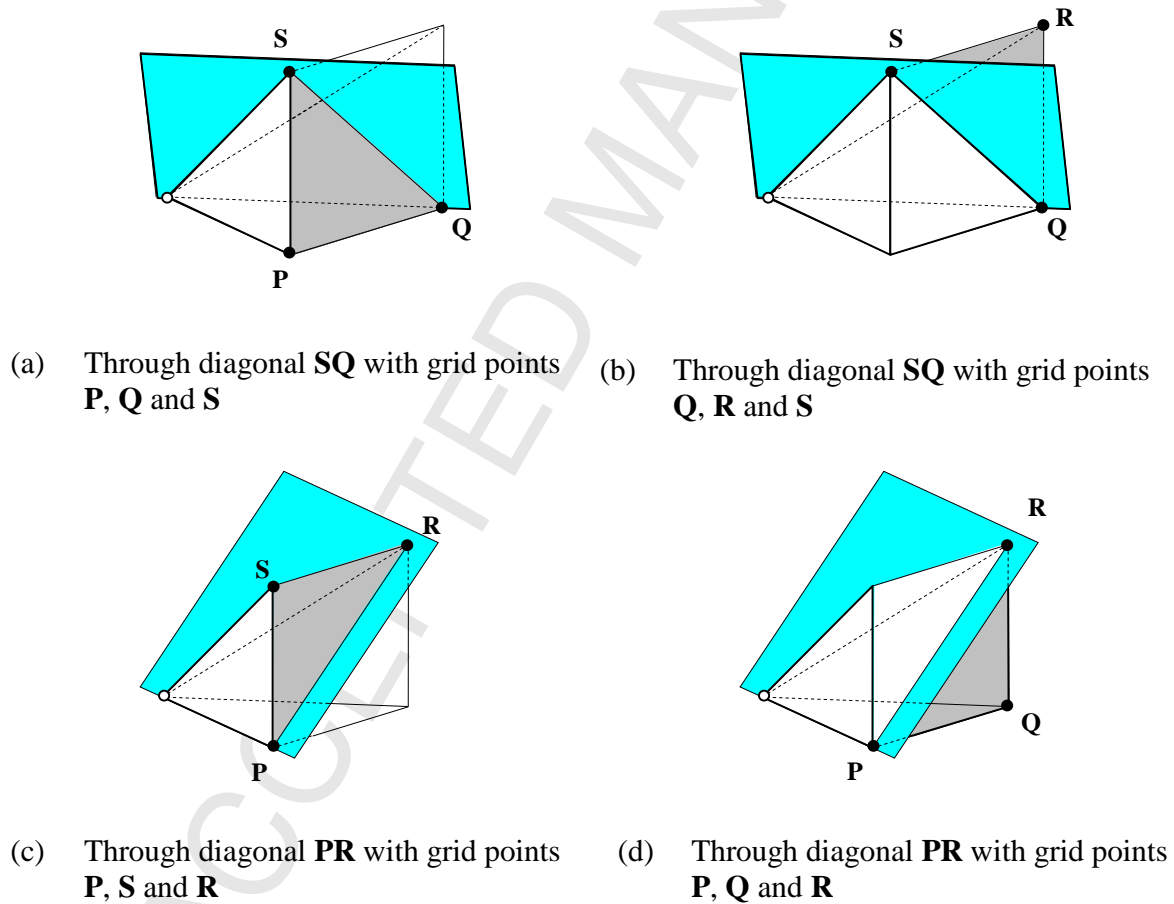 S
Q
P
S
R
Q
(a) Through diagonal SQ with grid points
P, Q and S
(b) Through diagonal SQ with grid points
Q, R and S
R
S
P
R
Q
P
(c) Through diagonal PR with grid points
P, S and R
(d) Through diagonal PR with grid points
P, Q and R